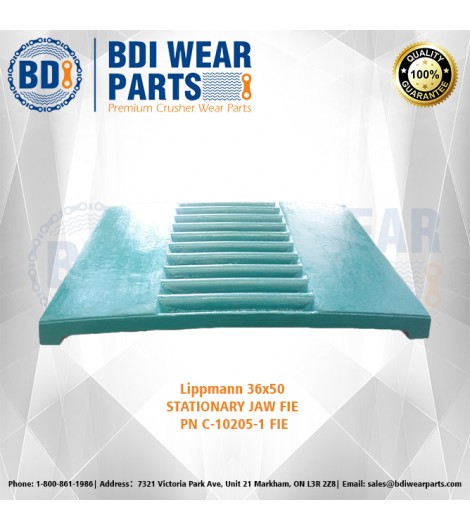 BDI
BDI WEAR
PARTS
Premium Crusher Wear Parts
QUALITY
100%
GUARANTEE
BDI WEAR
Lippmann 36x50
STATIONARY JAW FIE
PN C-10205-1 FIE
Phone: 1-800-861-1986| Address: 7321 Victoria Park Ave, Unit 21 Markham, ON L3R 2Z8| Email: sales@bdiwearparts.com